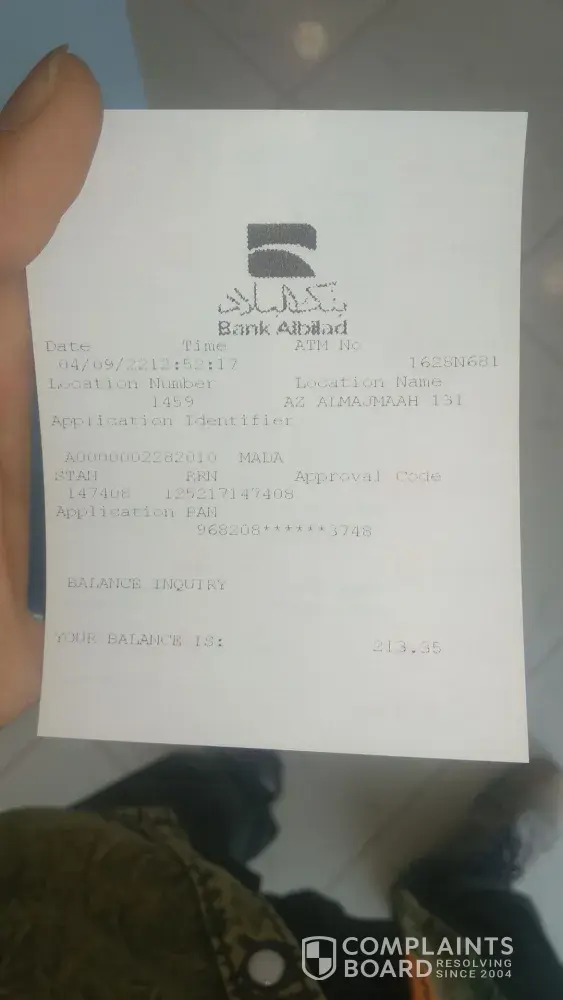 بنك البلاد
Bank Albilad
Date Time ATM No
04/09/2212:52:17 1628N681
Location Number Location Name
1459 AZ ALMAJMAAH 131
Application Identifier
A0000002282010 MADA
STAN RRN Approval Code
147408 125217147408
Application PAN
968208******3748
BALANCE INQUIRY
YOUR BALANCE IS: 213.35
COMPLAINTS
BOARD RESOLVING
SINCE 2004